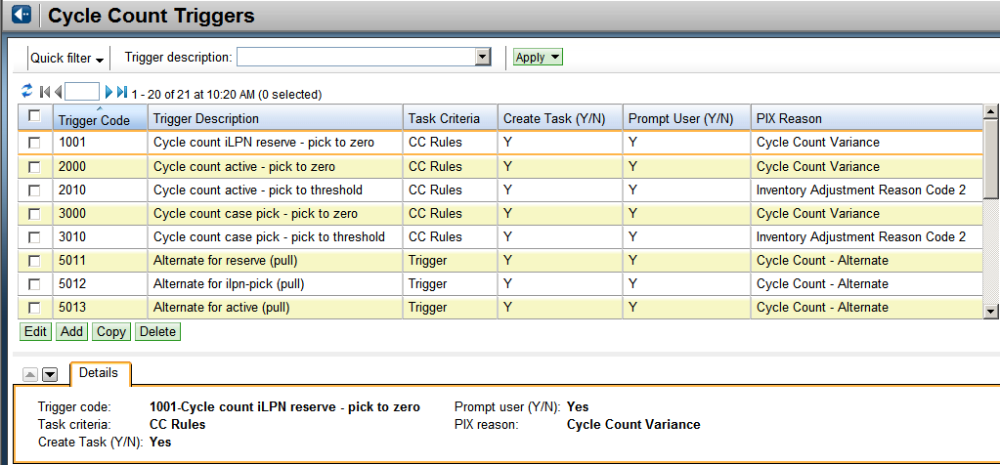 Cycle Count Triggers
Quick filter Trigger description: Apply
1 - 20 of 21 at 10:20 AM (0 selected)
Trigger Code Trigger Description Task Criteria Create Task (Y/N) Prompt User (Y/N) PIX Reason
1001 Cycle count iLPN reserve - pick to zero CC Rules Y Y Cycle Count Variance
2000 Cycle count active - pick to zero CC Rules Y Y Cycle Count Variance
2010 Cycle count active - pick to threshold CC Rules Y Y Inventory Adjustment Reason Code 2
3000 Cycle count case pick - pick to zero CC Rules Y Y Cycle Count Variance
3010 Cycle count case pick - pick to threshold CC Rules Y Y Inventory Adjustment Reason Code 2
5011 Alternate for reserve (pull) Trigger Y Y Cycle Count - Alternate
5012 Alternate for ilpn-pick (pull) Trigger Y Y Cycle Count - Alternate
5013 Alternate for active (pull) Trigger Y Y Cycle Count - Alternate
Edit Add Copy Delete
Details
Trigger code: 1001-Cycle count iLPN reserve - pick to zero Prompt user (Y/N): Yes
Task criteria: CC Rules PIX reason: Cycle Count Variance
Create Task (Y/N): Yes